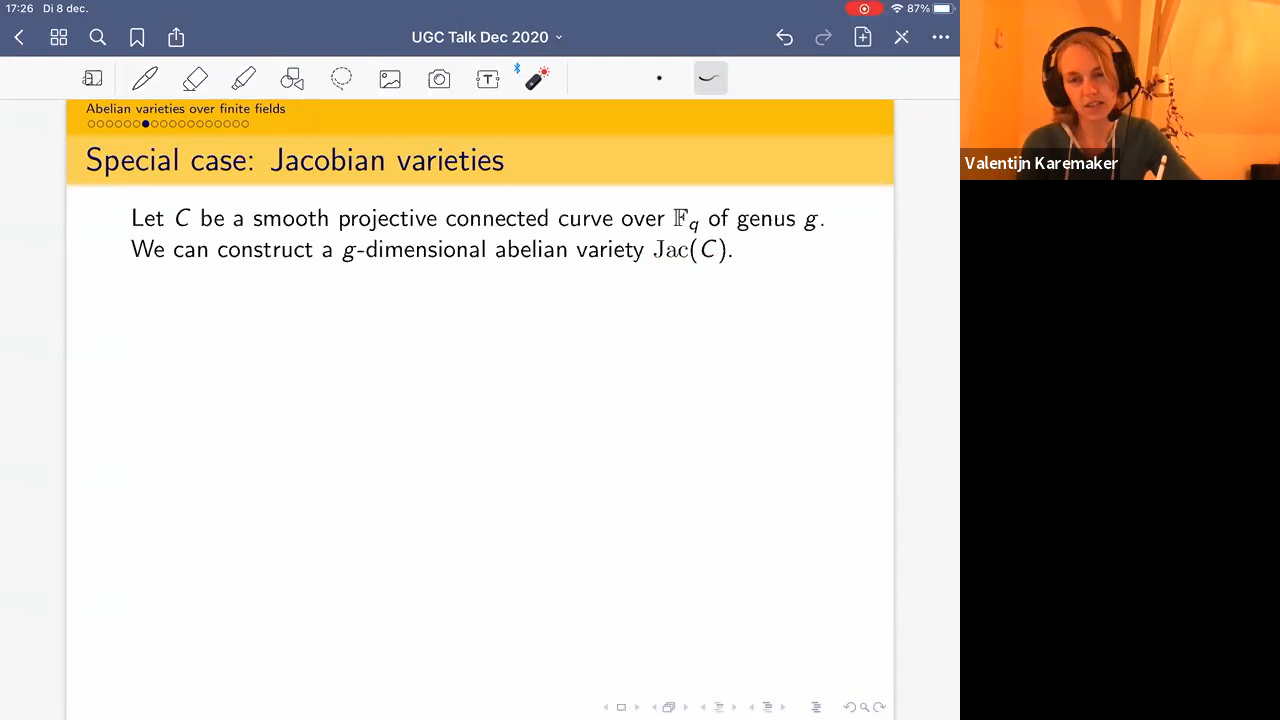 17:26 Di 8 dec.
87%
UGC Talk Dec 2020
T
Abelian varieties over finite fields
Special case: Jacobian varieties
Let C be a smooth projective connected curve over 𝔽q of genus g.
We can construct a g-dimensional abelian variety Jac(C).
Valentijn Karemaker